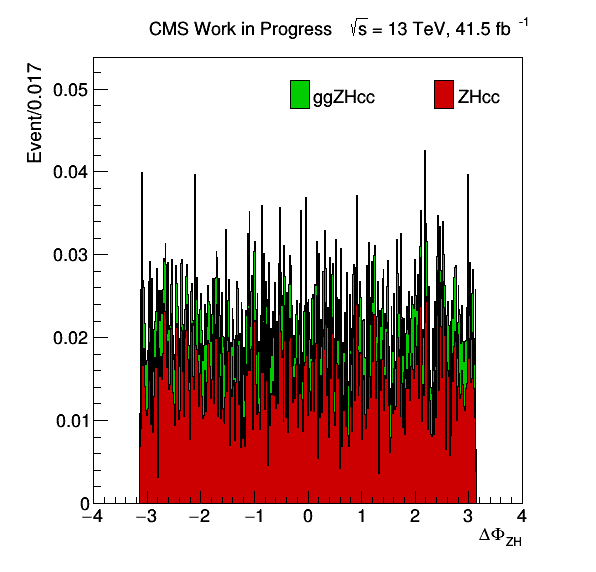 CMS Work in Progress √s = 13 TeV, 41.5 fb⁻¹
Event/0.017
ggZHcc ZHcc
0.05
0.04
0.03
0.02
0.01
0
−4 −3 −2 −1 0 1 2 3 4
ΔΦ_ZH